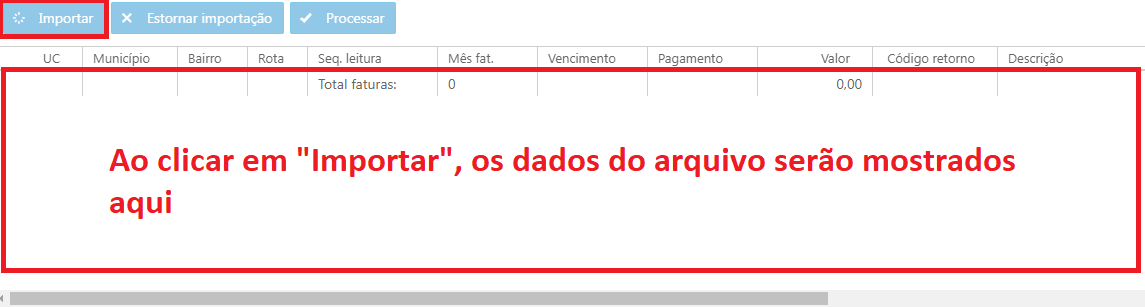 Importar Estornar importação Processar
UC Município Bairro Rota Seq. leitura Mês fat. Vencimento Pagamento Valor Código retorno Descrição
Total faturas: 0 0,00
Ao clicar em "Importar", os dados do arquivo serão mostrados
aqui